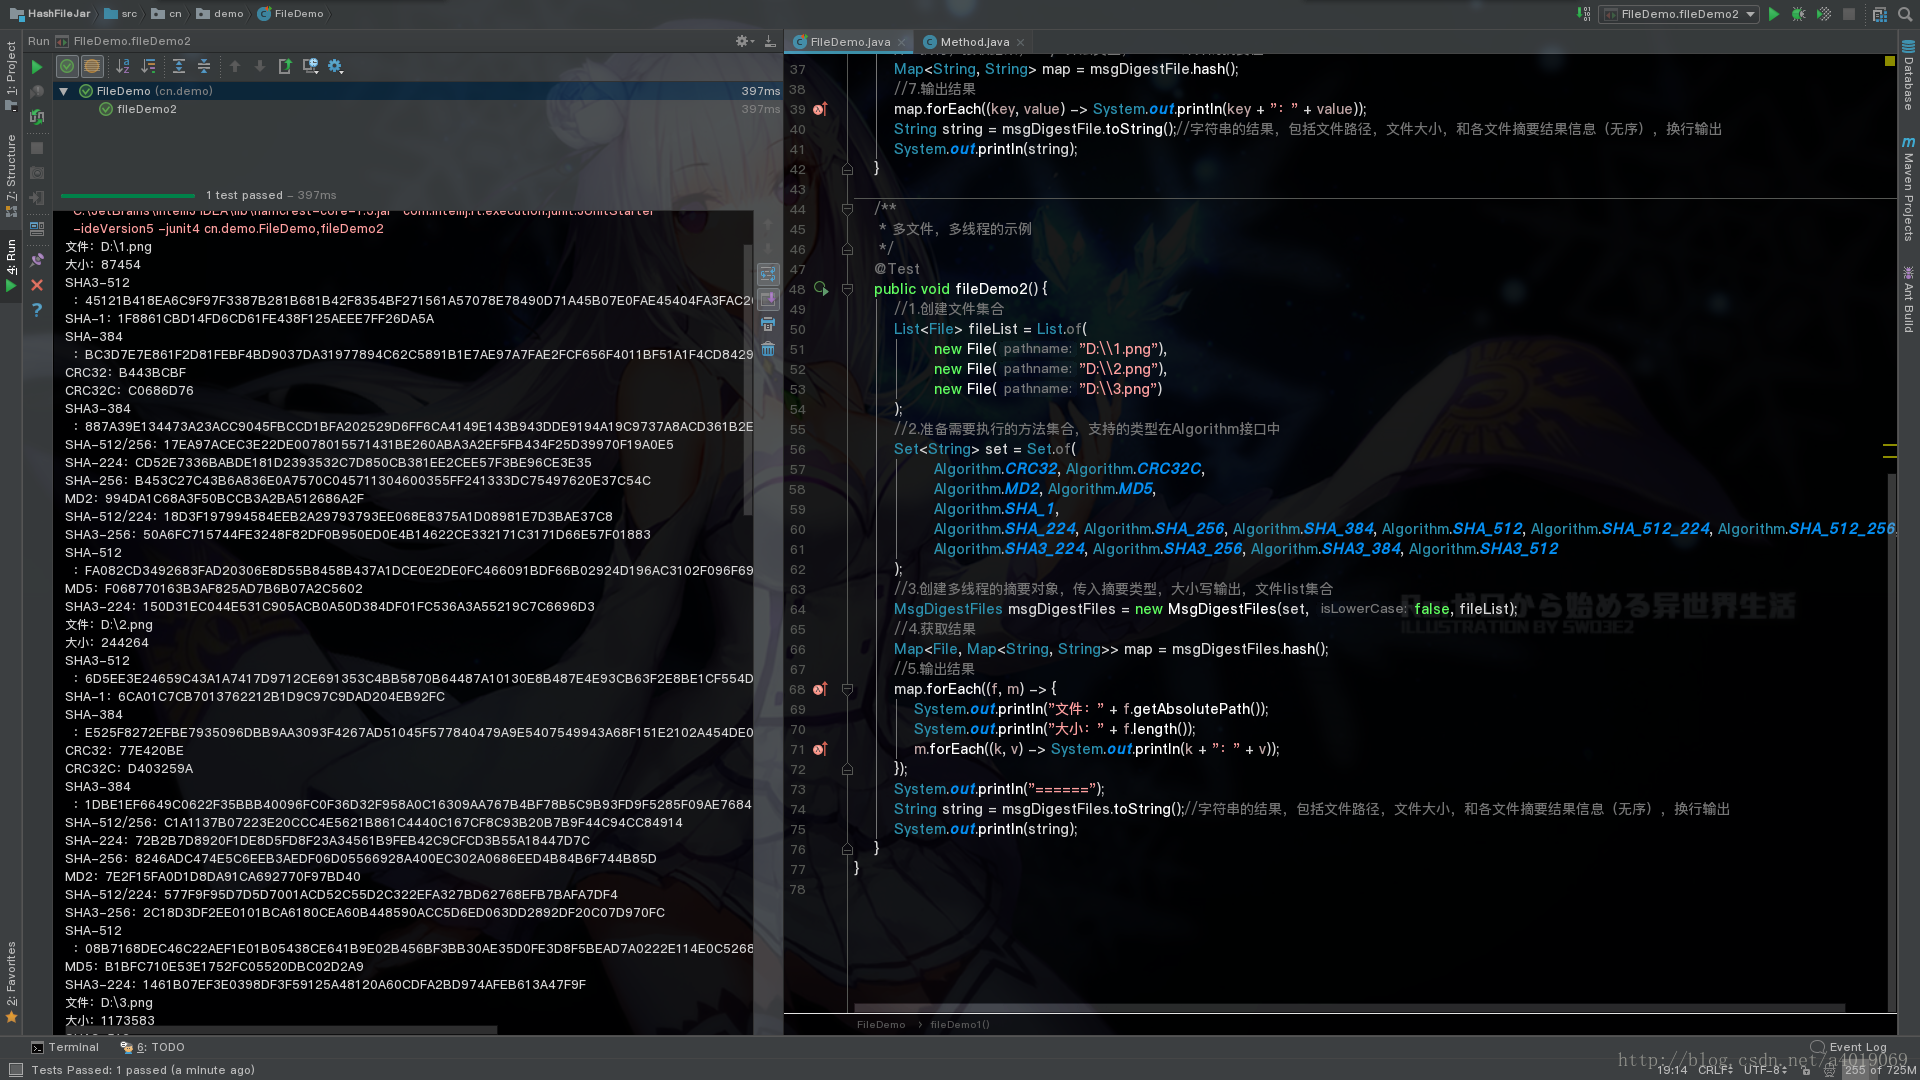 HashFileJar src cn demo FileDemo
FileDemo.fileDemo2
Run FileDemo.fileDemo2
FileDemo.java Method.java
1: Project
7: Structure
4: Run
2: Favorites
Database
Maven Projects
Ant Build
FileDemo (cn.demo) 397ms
fileDemo2 397ms
1 test passed – 397ms
-ideVersion5 -junit4 cn.demo.FileDemo,fileDemo2
文件：D:\1.png
大小：87454
SHA3-512
：45121B418EA6C9F97F3387B281B681B42F8354BF271561A57078E78490D71A45B07E0FAE45404FA3FAC20
SHA-1：1F8861CBD14FD6CD61FE438F125AEEE7FF26DA5A
SHA-384
：BC3D7E7E861F2D81FEBF4BD9037DA31977894C62C5891B1E7AE97A7FAE2FCF656F4011BF51A1F4CD8429
CRC32：B443BCBF
CRC32C：C0686D76
SHA3-384
：887A39E134473A23ACC9045FBCCD1BFA202529D6FF6CA4149E143B943DDE9194A19C9737A8ACD361B2E
SHA-512/256：17EA97ACEC3E22DE0078015571431BE260ABA3A2EF5FB434F25D39970F19A0E5
SHA-224：CD52E7336BABDE181D2393532C7D850CB381EE2CEE57F3BE96CE3E35
SHA-256：B453C27C43B6A836E0A7570C045711304600355FF241333DC75497620E37C54C
MD2：994DA1C68A3F50BCCB3A2BA512686A2F
SHA-512/224：18D3F197994584EEB2A29793793EE068E8375A1D08981E7D3BAE37C8
SHA3-256：50A6FC715744FE3248F82DF0B950ED0E4B14622CE332171C3171D66E57F01883
SHA-512
：FA082CD3492683FAD20306E8D55B8458B437A1DCE0E2DE0FC466091BDF66B02924D196AC3102F096F69
MD5：F068770163B3AF825AD7B6B07A2C5602
SHA3-224：150D31EC044E531C905ACB0A50D384DF01FC536A3A55219C7C6696D3
文件：D:\2.png
大小：244264
SHA3-512
：6D5EE3E24659C43A1A7417D9712CE691353C4BB5870B64487A10130E8B487E4E93CB63F2E8BE1CF554D
SHA-1：6CA01C7CB7013762212B1D9C97C9DAD204EB92FC
SHA-384
：E525F8272EFBE7935096DBB9AA3093F4267AD51045F577840479A9E5407549943A68F151E2102A454DE0
CRC32：77E420BE
CRC32C：D403259A
SHA3-384
：1DBE1EF6649C0622F35BBB40096FC0F36D32F958A0C16309AA767B4BF78B5C9B93FD9F5285F09AE7684
SHA-512/256：C1A1137B07223E20CCC4E5621B861C4440C167CF8C93B20B7B9F44C94CC84914
SHA-224：72B2B7D8920F1DE8D5FD8F23A34561B9FEB42C9CFCD3B55A18447D7C
SHA-256：8246ADC474E5C6EEB3AEDF06D05566928A400EC302A0686EED4B84B6F744B85D
MD2：7E2F15FA0D1D8DA91CA692770F97BD40
SHA-512/224：577F9F95D7D5D7001ACD52C55D2C322EFA327BD62768EFB7BAFA7DF4
SHA3-256：2C18D3DF2EE0101BCA6180CEA60B448590ACC5D6ED063DD2892DF20C07D970FC
SHA-512
：08B7168DEC46C22AEF1E01B05438CE641B9E02B456BF3BB30AE35D0FE3D8F5BEAD7A0222E114E0C5268
MD5：B1BFC710E53E1752FC05520DBC02D2A9
SHA3-224：1461B07EF3E0398DF3F59125A48120A60CDFA2BD974AFEB613A47F9F
文件：D:\3.png
大小：1173583
37 Map<String, String> map = msgDigestFile.hash();
38 //7.输出结果
39 map.forEach((key, value) -> System.out.println(key + "：" + value));
40 String string = msgDigestFile.toString();//字符串的结果，包括文件路径，文件大小，和各文件摘要结果信息（无序），换行输出
41 System.out.println(string);
42 }
43
44 /**
45 * 多文件，多线程的示例
46 */
47 @Test
48 public void fileDemo2() {
49 //1.创建文件集合
50 List<File> fileList = List.of(
51 new File( pathname: "D:\\1.png"),
52 new File( pathname: "D:\\2.png"),
53 new File( pathname: "D:\\3.png")
54 );
55 //2.准备需要执行的方法集合，支持的类型在Algorithm接口中
56 Set<String> set = Set.of(
57 Algorithm.CRC32, Algorithm.CRC32C,
58 Algorithm.MD2, Algorithm.MD5,
59 Algorithm.SHA_1,
60 Algorithm.SHA_224, Algorithm.SHA_256, Algorithm.SHA_384, Algorithm.SHA_512, Algorithm.SHA_512_224, Algorithm.SHA_512_256,
61 Algorithm.SHA3_224, Algorithm.SHA3_256, Algorithm.SHA3_384, Algorithm.SHA3_512
62 );
63 //3.创建多线程的摘要对象，传入摘要类型，大小写输出，文件list集合
64 MsgDigestFiles msgDigestFiles = new MsgDigestFiles(set, isLowerCase: false, fileList);
65 //4.获取结果
66 Map<File, Map<String, String>> map = msgDigestFiles.hash();
67 //5.输出结果
68 map.forEach((f, m) -> {
69 System.out.println("文件：" + f.getAbsolutePath());
70 System.out.println("大小：" + f.length());
71 m.forEach((k, v) -> System.out.println(k + "：" + v));
72 });
73 System.out.println("======");
74 String string = msgDigestFiles.toString();//字符串的结果，包括文件路径，文件大小，和各文件摘要结果信息（无序），换行输出
75 System.out.println(string);
76 }
77 }
78
Re:ゼロから始める异世界生活
ILLUSTRATION BY SW03E2
FileDemo fileDemo1()
Terminal 6: TODO
Event Log
Tests Passed: 1 passed (a minute ago)
19:14 CRLF UTF-8 255 of 725M
http://blog.csdn.net/a4019069